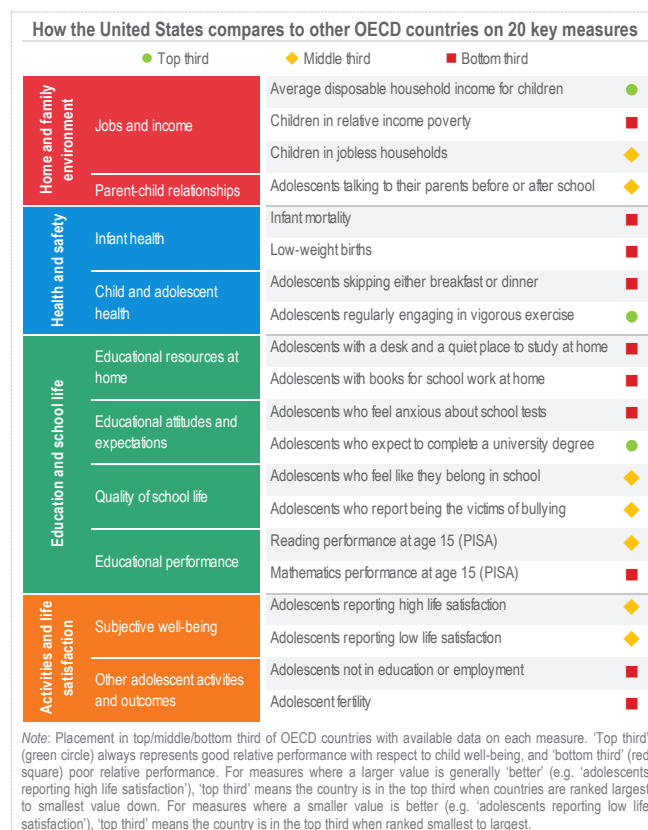 How the United States compares to other OECD countries on 20 key measures
Top third Middle third Bottom third
Home and family
environment
Jobs and income
Average disposable household income for children
Children in relative income poverty
Children in jobless households
Parent-child relationships
Adolescents talking to their parents before or after school
Health and safety
Infant health
Infant mortality
Low-weight births
Child and adolescent
health
Adolescents skipping either breakfast or dinner
Adolescents regularly engaging in vigorous exercise
Education and school life
Educational resources at
home
Adolescents with a desk and a quiet place to study at home
Adolescents with books for school work at home
Educational attitudes and
expectations
Adolescents who feel anxious about school tests
Adolescents who expect to complete a university degree
Quality of school life
Adolescents who feel like they belong in school
Adolescents who report being the victims of bullying
Educational performance
Reading performance at age 15 (PISA)
Mathematics performance at age 15 (PISA)
Activities and life
satisfaction
Subjective well-being
Adolescents reporting high life satisfaction
Adolescents reporting low life satisfaction
Other adolescent activities
and outcomes
Adolescents not in education or employment
Adolescent fertility
Note: Placement in top/middle/bottom third of OECD countries with available data on each measure. ‘Top third’
(green circle) always represents good relative performance with respect to child well-being, and ‘bottom third’ (red
square) poor relative performance. For measures where a larger value is generally ‘better’ (e.g. ‘adolescents
reporting high life satisfaction’), ‘top third’ means the country is in the top third when countries are ranked largest
to smallest value down. For measures where a smaller value is better (e.g. ‘adolescents reporting low life
satisfaction’), ‘top third’ means the country is in the top third when ranked smallest to largest.